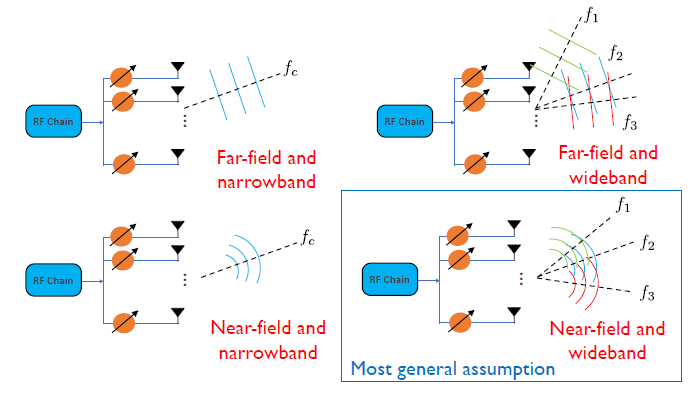 f_c
RF Chain
Far-field and
narrowband
f_1
f_2
f_3
RF Chain
Far-field and
wideband
f_c
RF Chain
Near-field and
narrowband
f_1
f_2
f_3
RF Chain
Near-field and
wideband
Most general assumption